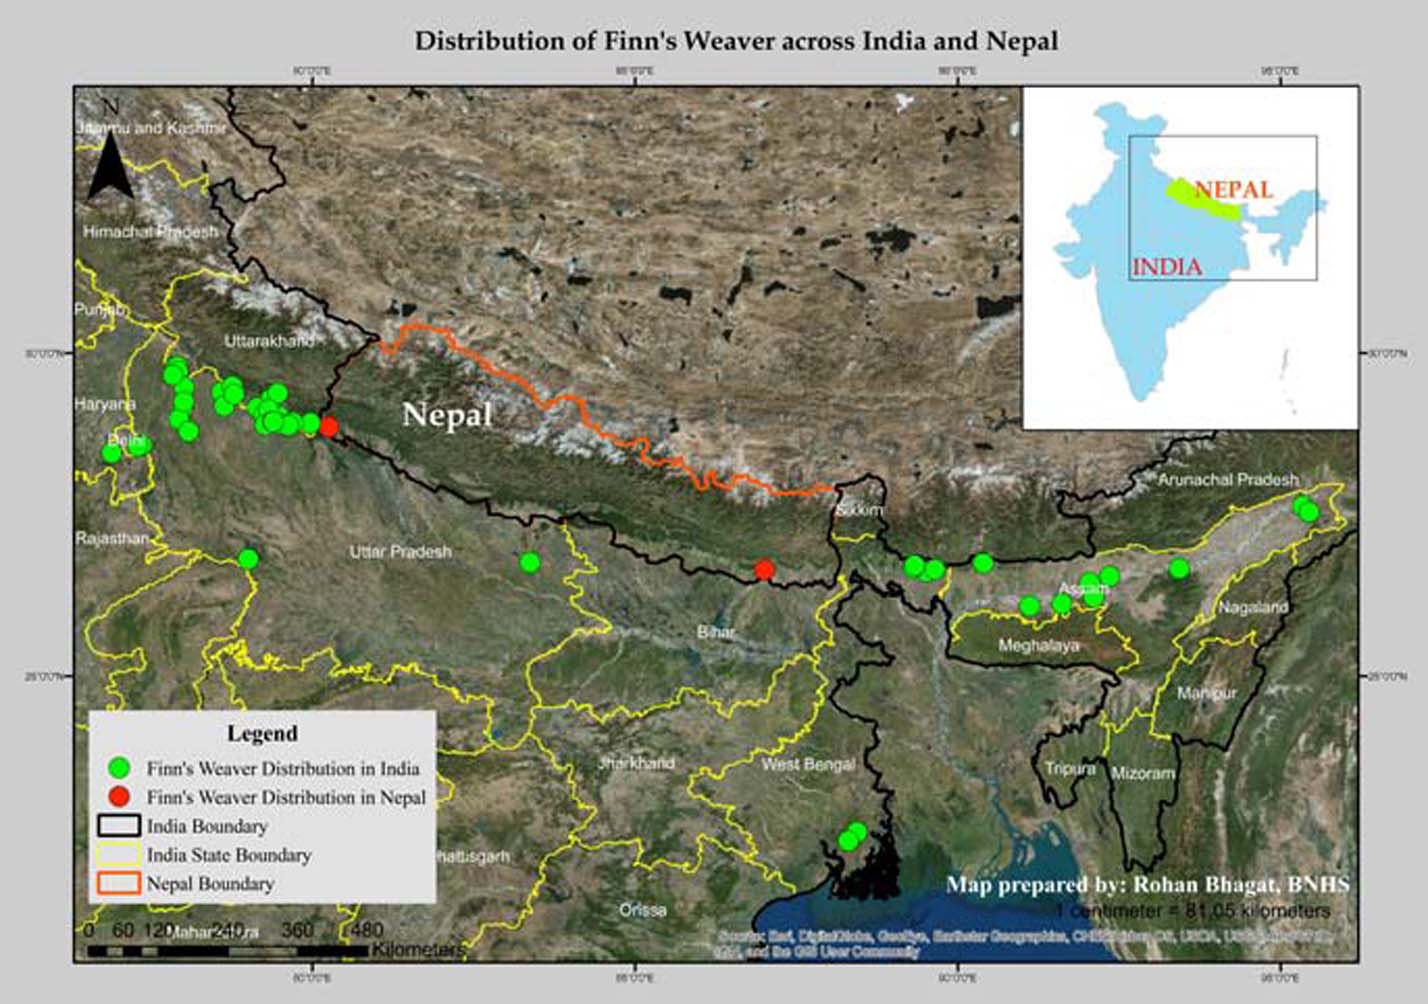 Distribution of Finn's Weaver across India and Nepal
80°0'0"E 85°0'0"E 90°0'0"E 95°0'0"E
N
Jammu and Kashmir
Himachal Pradesh
NEPAL
INDIA
Punjab
Uttarakhand
30°0'0"N 30°0'0"N
Haryana
Nepal
Delhi
Arunachal Pradesh
Sikkim
Rajasthan
Uttar Pradesh
Assam
Nagaland
Bihar
Meghalaya
25°0'0"N 25°0'0"N
Manipur
Legend
Finn's Weaver Distribution in India
Finn's Weaver Distribution in Nepal
India Boundary
India State Boundary
Nepal Boundary
Jharkhand
West Bengal
Tripura
Mizoram
hattisgarh
Orissa
Map prepared by: Rohan Bhagat, BNHS
1 centimeter = 81.05 kilometers
Maharashtra
0 60 120 240 360 480
Kilometers
Source: Esri, DigitalGlobe, GeoEye, Earthstar Geographics, USDA,
and the GIS User Community
80°0'0"E 85°0'0"E 90°0'0"E 95°0'0"E